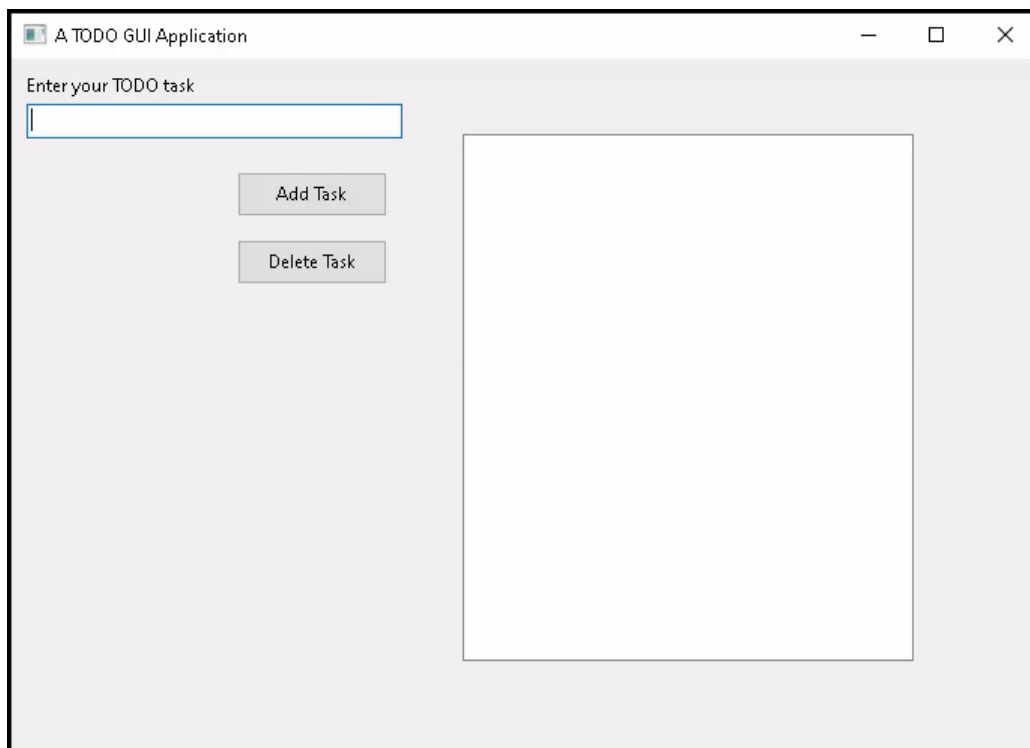 A TODO GUI Application
Enter your TODO task
Add Task
Delete Task